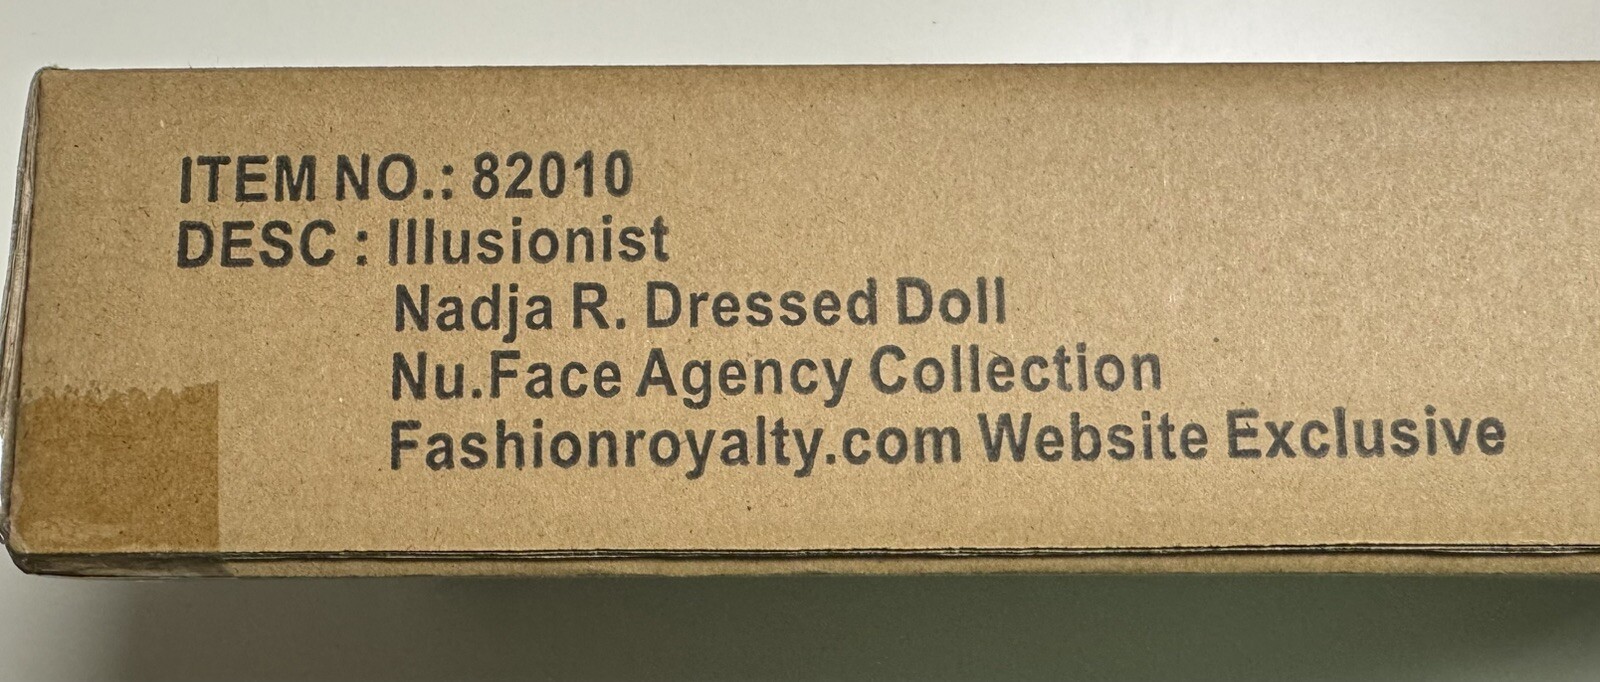 ITEM NO.: 82010
DESC : Illusionist
Nadja R. Dressed Doll
Nu.Face Agency Collection
Fashionroyalty.com Website Exclusive